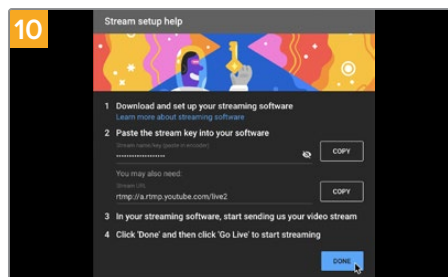 10
Stream setup help
1 Download and set up your streaming software
Learn more about streaming software
2 Paste the stream key into your software
Stream name/key (paste in encoder)
••••••••••••••••••• COPY
You may also need:
Stream URL
rtmp://a.rtmp.youtube.com/live2 COPY
3 In your streaming software, start sending us your video stream
4 Click 'Done' and then click 'Go Live' to start streaming
DONE